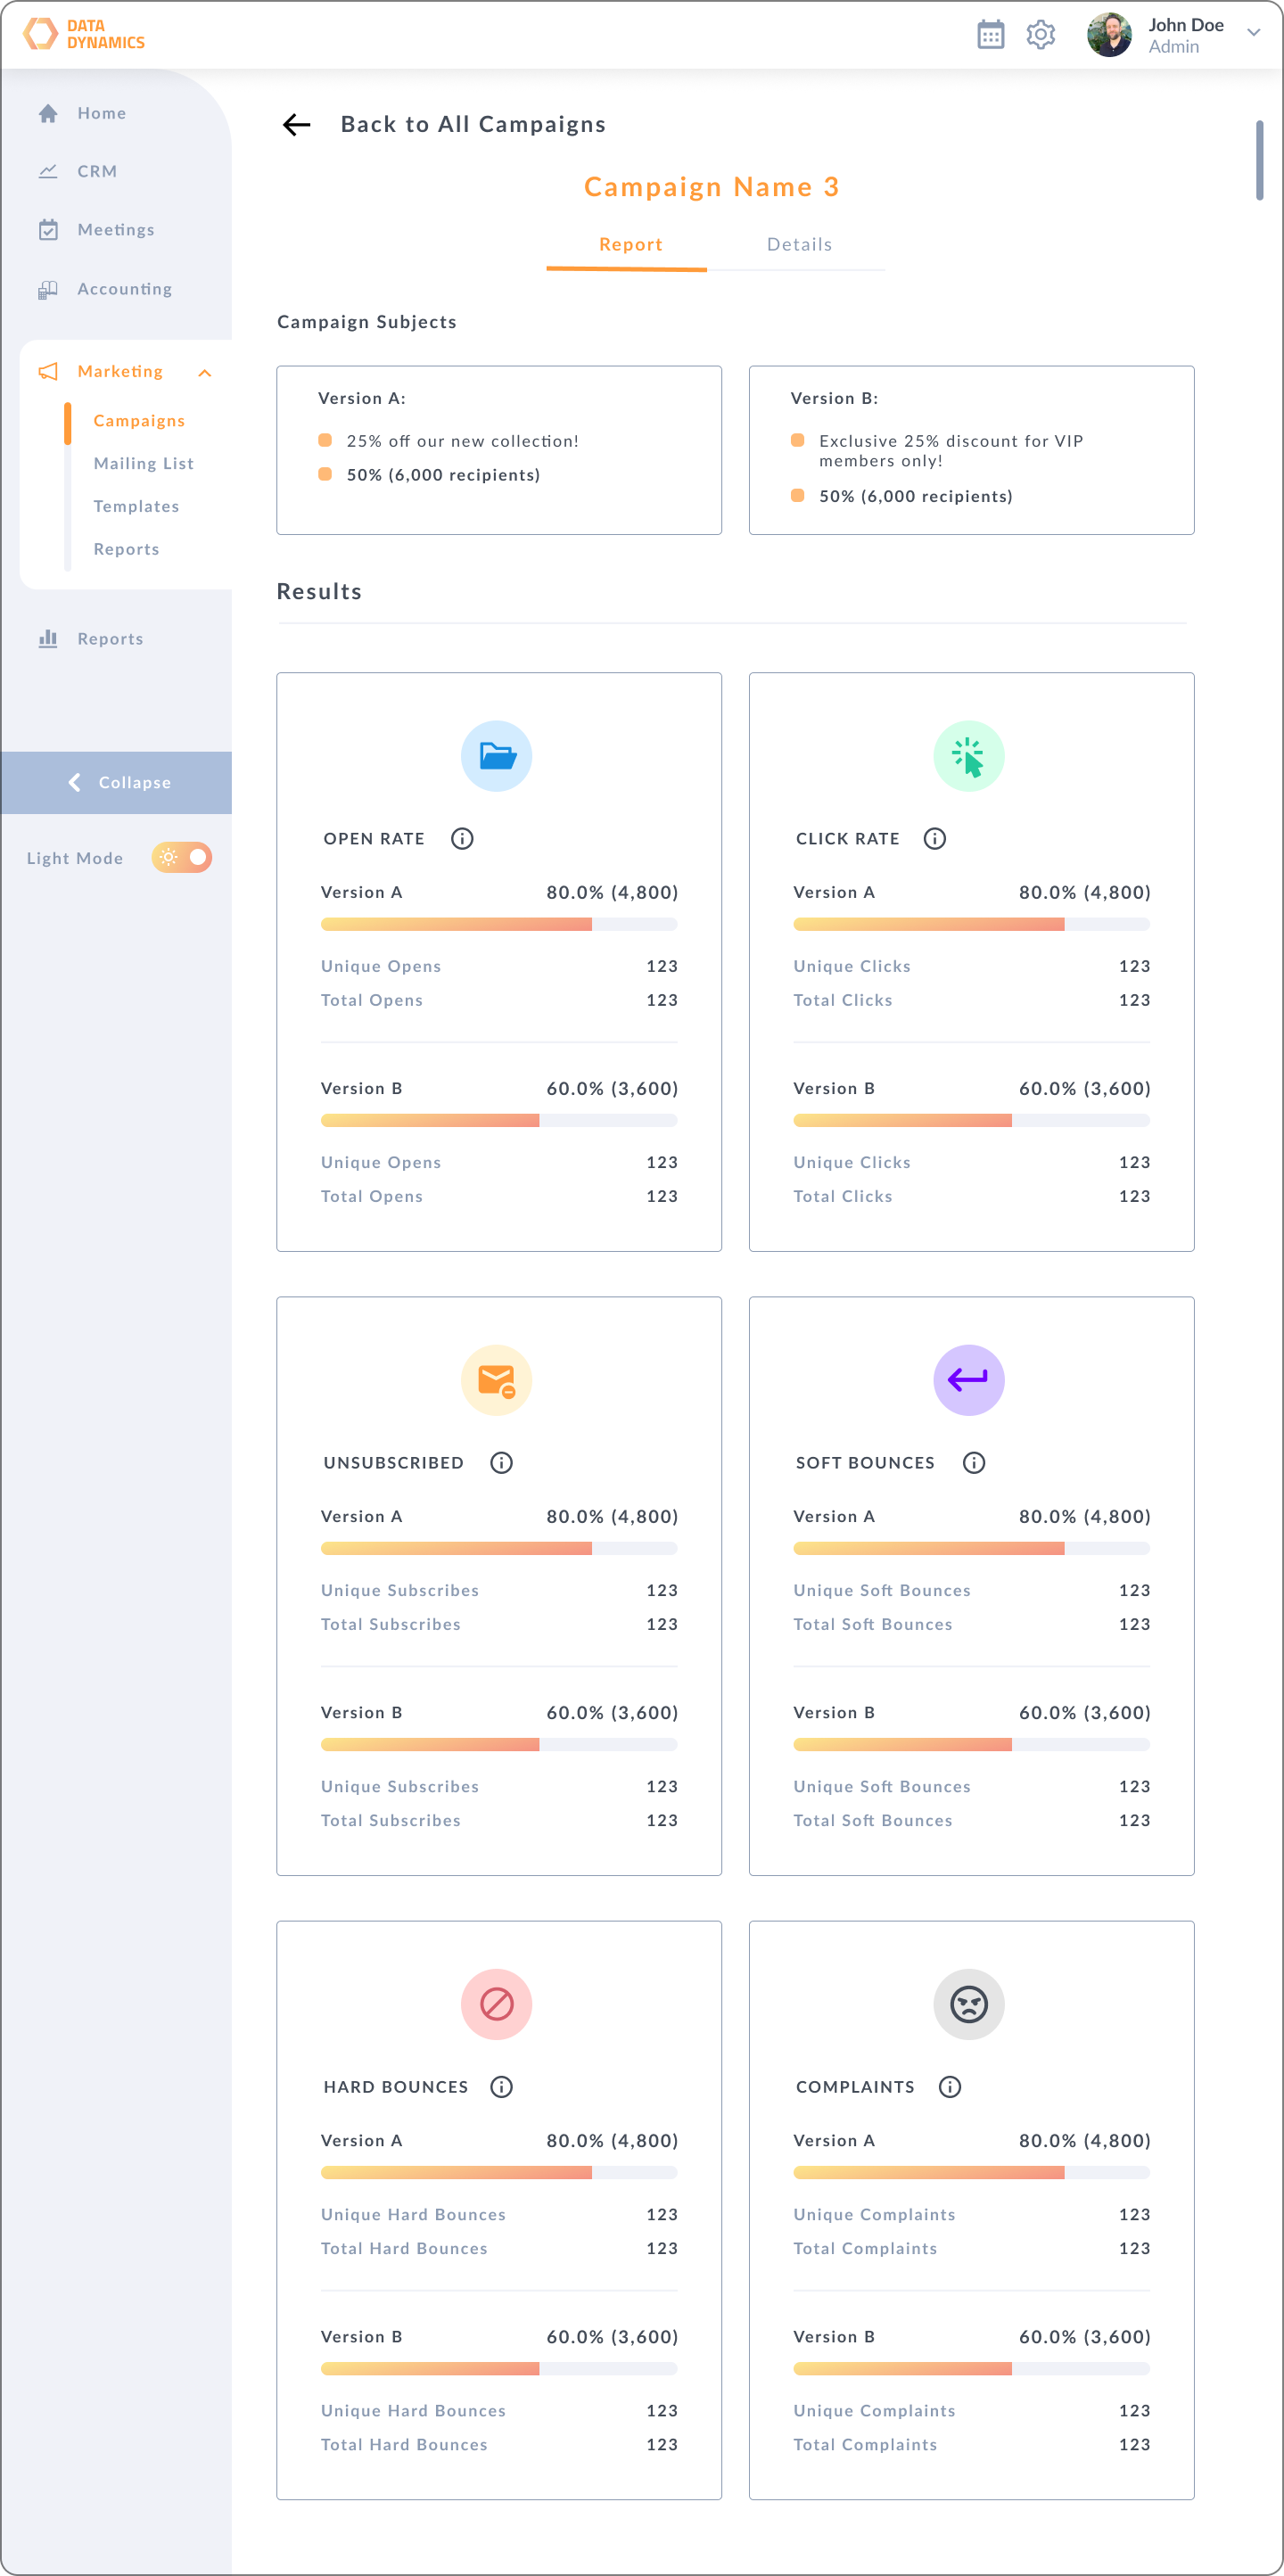 DATA
DYNAMICS
John Doe
Admin
Home
CRM
Meetings
Accounting
Marketing
Campaigns
Mailing List
Templates
Reports
Reports
Collapse
Light Mode
Back to All Campaigns
Campaign Name 3
Report
Details
Campaign Subjects
Version A:
25% off our new collection!
50% (6,000 recipients)
Version B:
Exclusive 25% discount for VIP
members only!
50% (6,000 recipients)
Results
OPEN RATE
Version A 80.0% (4,800)
Unique Opens 123
Total Opens 123
Version B 60.0% (3,600)
Unique Opens 123
Total Opens 123
CLICK RATE
Version A 80.0% (4,800)
Unique Clicks 123
Total Clicks 123
Version B 60.0% (3,600)
Unique Clicks 123
Total Clicks 123
UNSUBSCRIBED
Version A 80.0% (4,800)
Unique Subscribes 123
Total Subscribes 123
Version B 60.0% (3,600)
Unique Subscribes 123
Total Subscribes 123
SOFT BOUNCES
Version A 80.0% (4,800)
Unique Soft Bounces 123
Total Soft Bounces 123
Version B 60.0% (3,600)
Unique Soft Bounces 123
Total Soft Bounces 123
HARD BOUNCES
Version A 80.0% (4,800)
Unique Hard Bounces 123
Total Hard Bounces 123
Version B 60.0% (3,600)
Unique Hard Bounces 123
Total Hard Bounces 123
COMPLAINTS
Version A 80.0% (4,800)
Unique Complaints 123
Total Complaints 123
Version B 60.0% (3,600)
Unique Complaints 123
Total Complaints 123